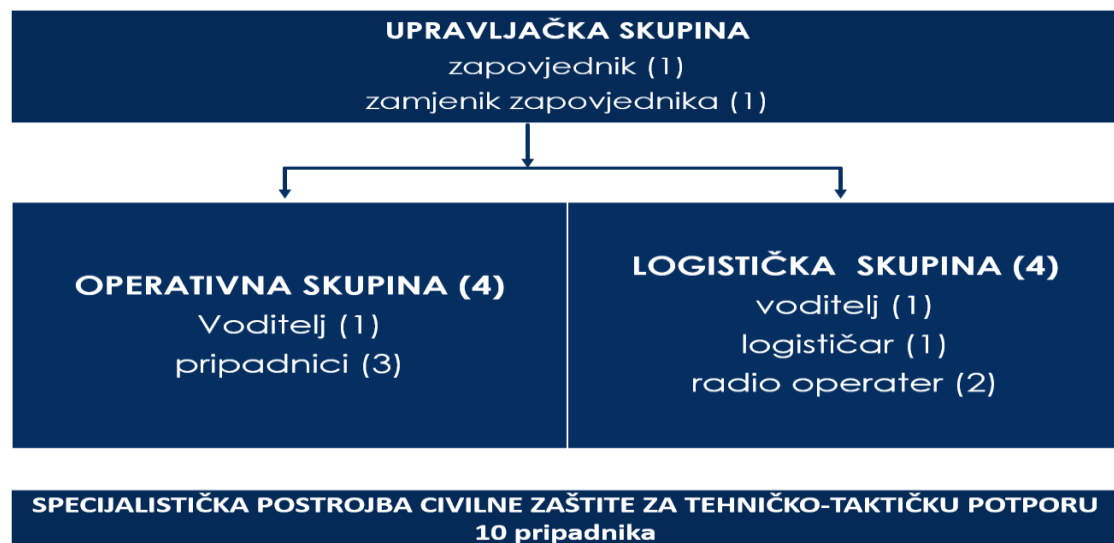 UPRAVLJAČKA SKUPINA
zapovjednik (1)
zamjenik zapovjednika (1)
OPERATIVNA SKUPINA (4)
Voditelj (1)
pripadnici (3)
LOGISTIČKA SKUPINA (4)
voditelj (1)
logističar (1)
radio operater (2)
SPECIJALISTIČKA POSTROJBA CIVILNE ZAŠTITE ZA TEHNIČKO-TAKTIČKU POTPORU
10 pripadnika